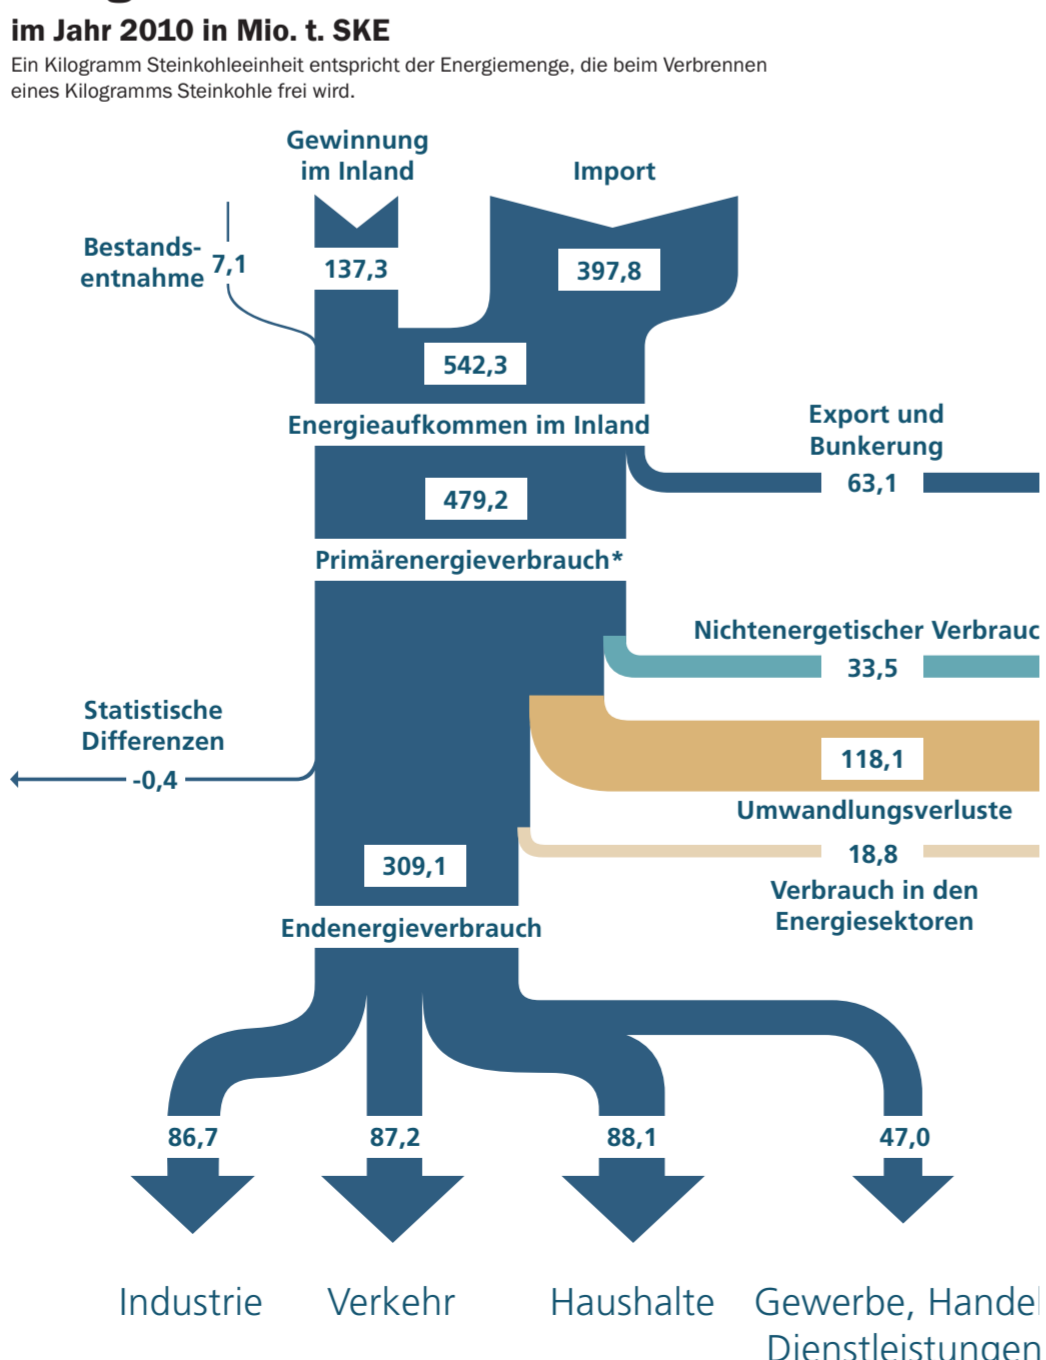 im Jahr 2010 in Mio. t. SKE
Ein Kilogramm Steinkohleeinheit entspricht der Energiemenge, die beim Verbrennen
eines Kilogramms Steinkohle frei wird.
Gewinnung
im Inland
Import
Bestands-
entnahme
7,1
137,3
397,8
542,3
Energieaufkommen im Inland
Export und
Bunkerung
63,1
479,2
Primärenergieverbrauch*
Nichtenergetischer Verbrauc
33,5
Statistische
Differenzen
-0,4
118,1
Umwandlungsverluste
18,8
Verbrauch in den
Energiesektoren
309,1
Endenergieverbrauch
86,7
87,2
88,1
47,0
Industrie
Verkehr
Haushalte
Gewerbe, Handel
Dienstleistungen